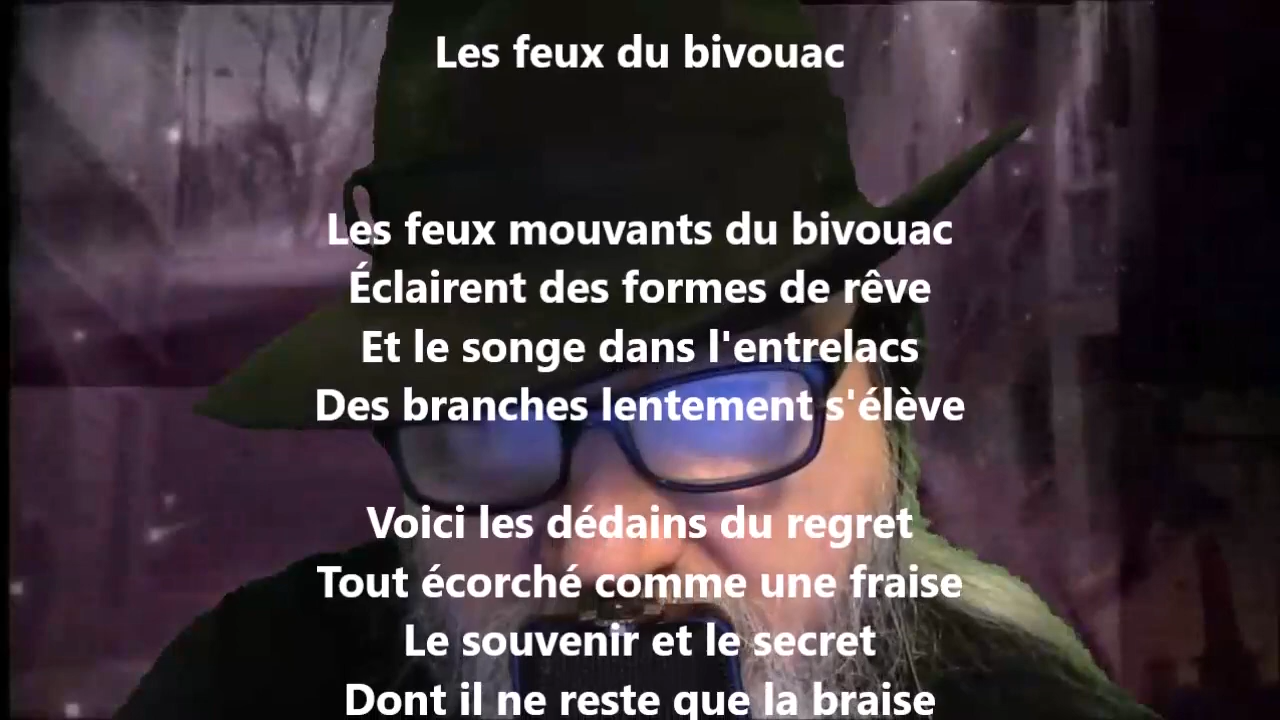 Les feux du bivouac
Les feux mouvants du bivouac
Éclairent des formes de rêve
Et le songe dans l'entrelacs
Des branches lentement s'élève
Voici les dédains du regret
Tout écorché comme une fraise
Le souvenir et le secret
Dont il ne reste que la braise